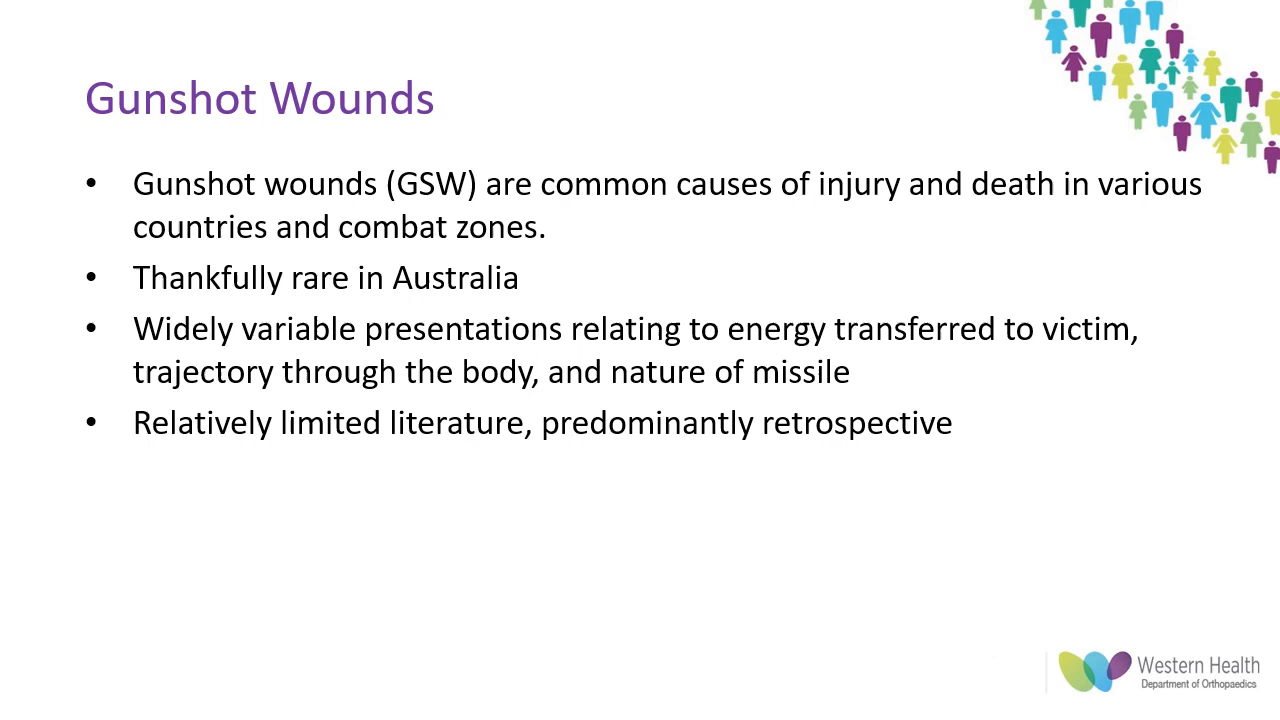 Gunshot Wounds
• Gunshot wounds (GSW) are common causes of injury and death in various
countries and combat zones.
• Thankfully rare in Australia
• Widely variable presentations relating to energy transferred to victim,
trajectory through the body, and nature of missile
• Relatively limited literature, predominantly retrospective
Western Health
Department of Orthopaedics